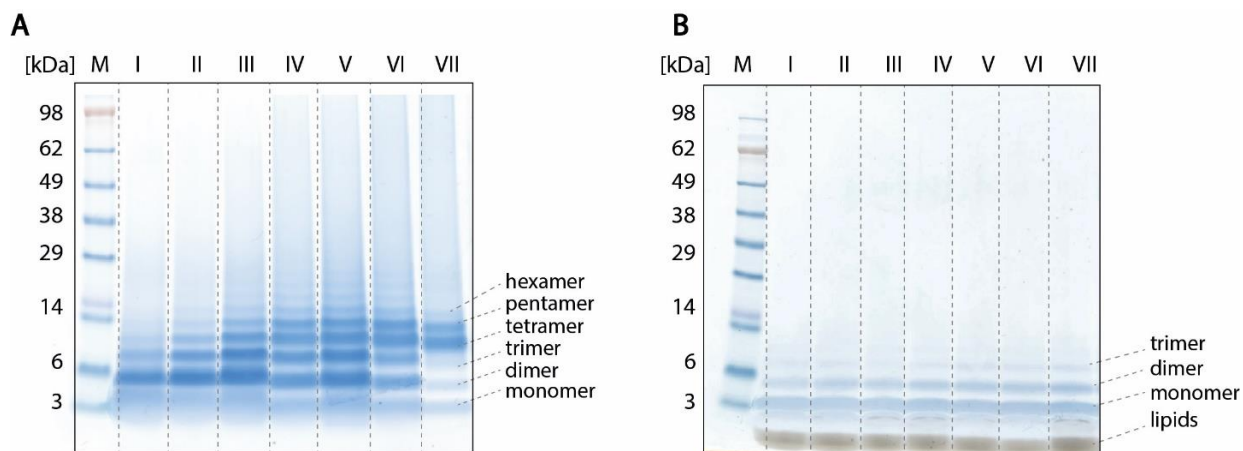 A
[kDa] M I II III IV V VI VII
98
62
49
38
29
14
6
3
hexamer
pentamer
tetramer
trimer
dimer
monomer
B
[kDa] M I II III IV V VI VII
98
62
49
38
29
14
6
3
trimer
dimer
monomer
lipids